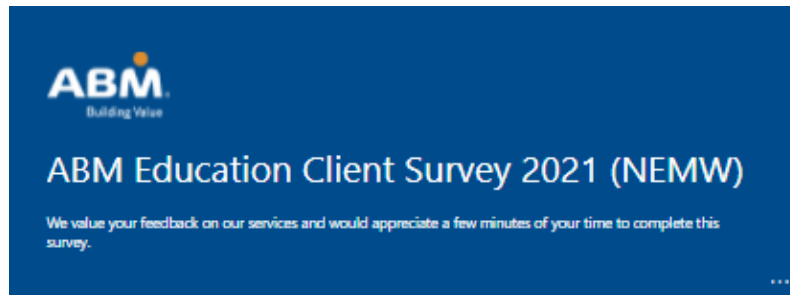 ABM
Building Value
ABM Education Client Survey 2021 (NEMW)
We value your feedback on our services and would appreciate a few minutes of your time to complete this
survey.
...